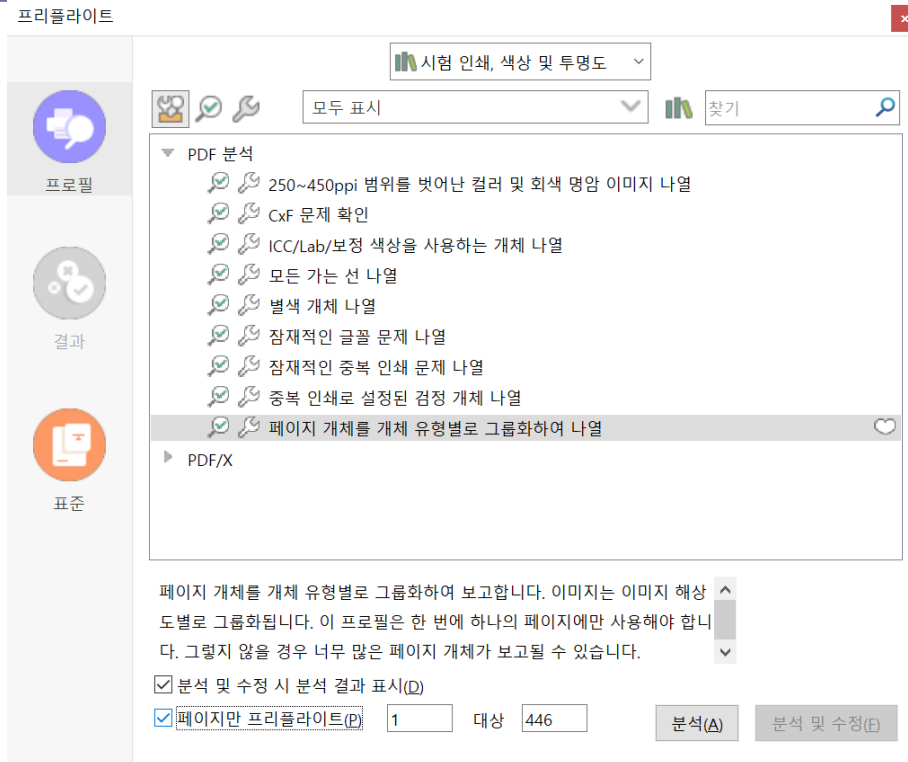 프리플라이트
시험 인쇄, 색상 및 투명도
모두 표시
찾기
프로필
결과
표준
PDF 분석
250~450ppi 범위를 벗어난 컬러 및 회색 명암 이미지 나열
CxF 문제 확인
ICC/Lab/보정 색상을 사용하는 개체 나열
모든 가는 선 나열
별색 개체 나열
잠재적인 글꼴 문제 나열
잠재적인 중복 인쇄 문제 나열
중복 인쇄로 설정된 검정 개체 나열
페이지 개체를 개체 유형별로 그룹화하여 나열
PDF/X
페이지 개체를 개체 유형별로 그룹화하여 보고합니다. 이미지는 이미지 해상
도별로 그룹화됩니다. 이 프로필은 한 번에 하나의 페이지에만 사용해야 합니
다. 그렇지 않을 경우 너무 많은 페이지 개체가 보고될 수 있습니다.
분석 및 수정 시 분석 결과 표시(D)
페이지만 프리플라이트(P) 1 대상 446 분석(A) 분석 및 수정(F)